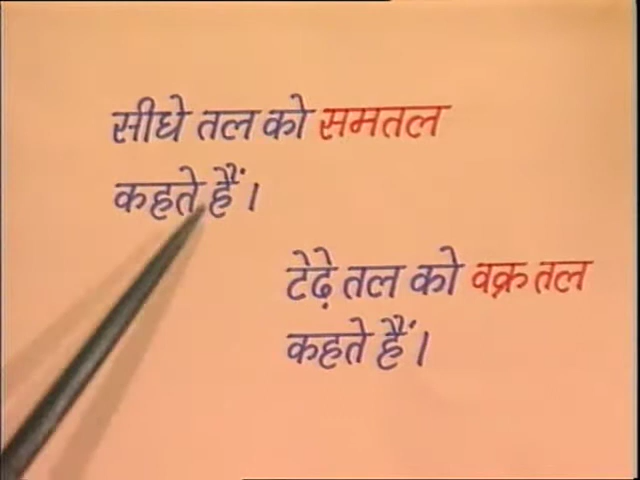 सीधे तल को समतल
कहते हैं।
टेढ़े तल को वक्र तल
कहते हैं।